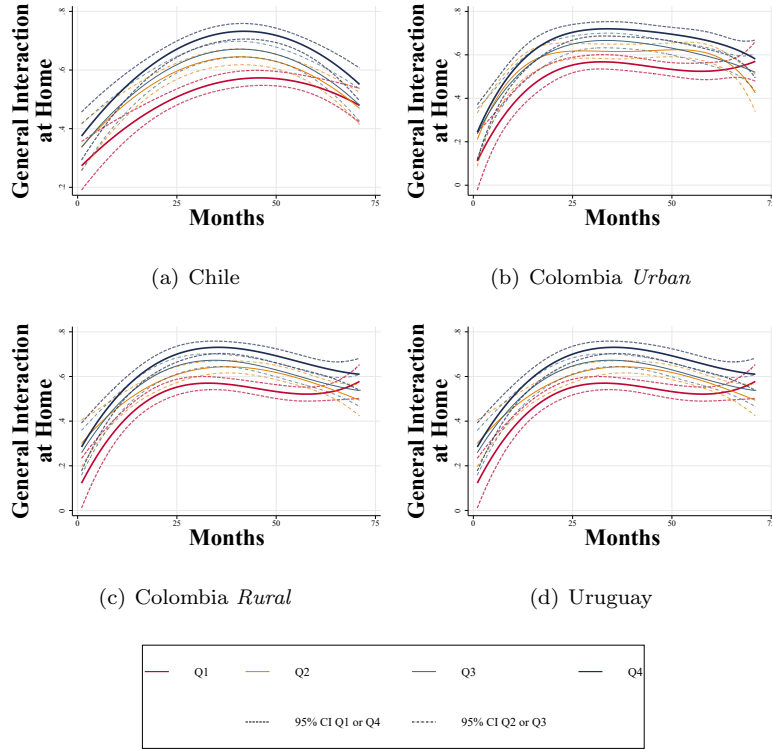 General Interaction
at Home
.2 .4 .6 .8
0 25 50 75
Months
(a) Chile
General Interaction
at Home
0 .2 .4 .6 .8
0 25 50 75
Months
(b) Colombia Urban
General Interaction
at Home
0 .2 .4 .6 .8
0 25 50 75
Months
(c) Colombia Rural
General Interaction
at Home
0 .2 .4 .6 .8
0 25 50 75
Months
(d) Uruguay
Q1 Q2 Q3 Q4
95% CI Q1 or Q4 95% CI Q2 or Q3